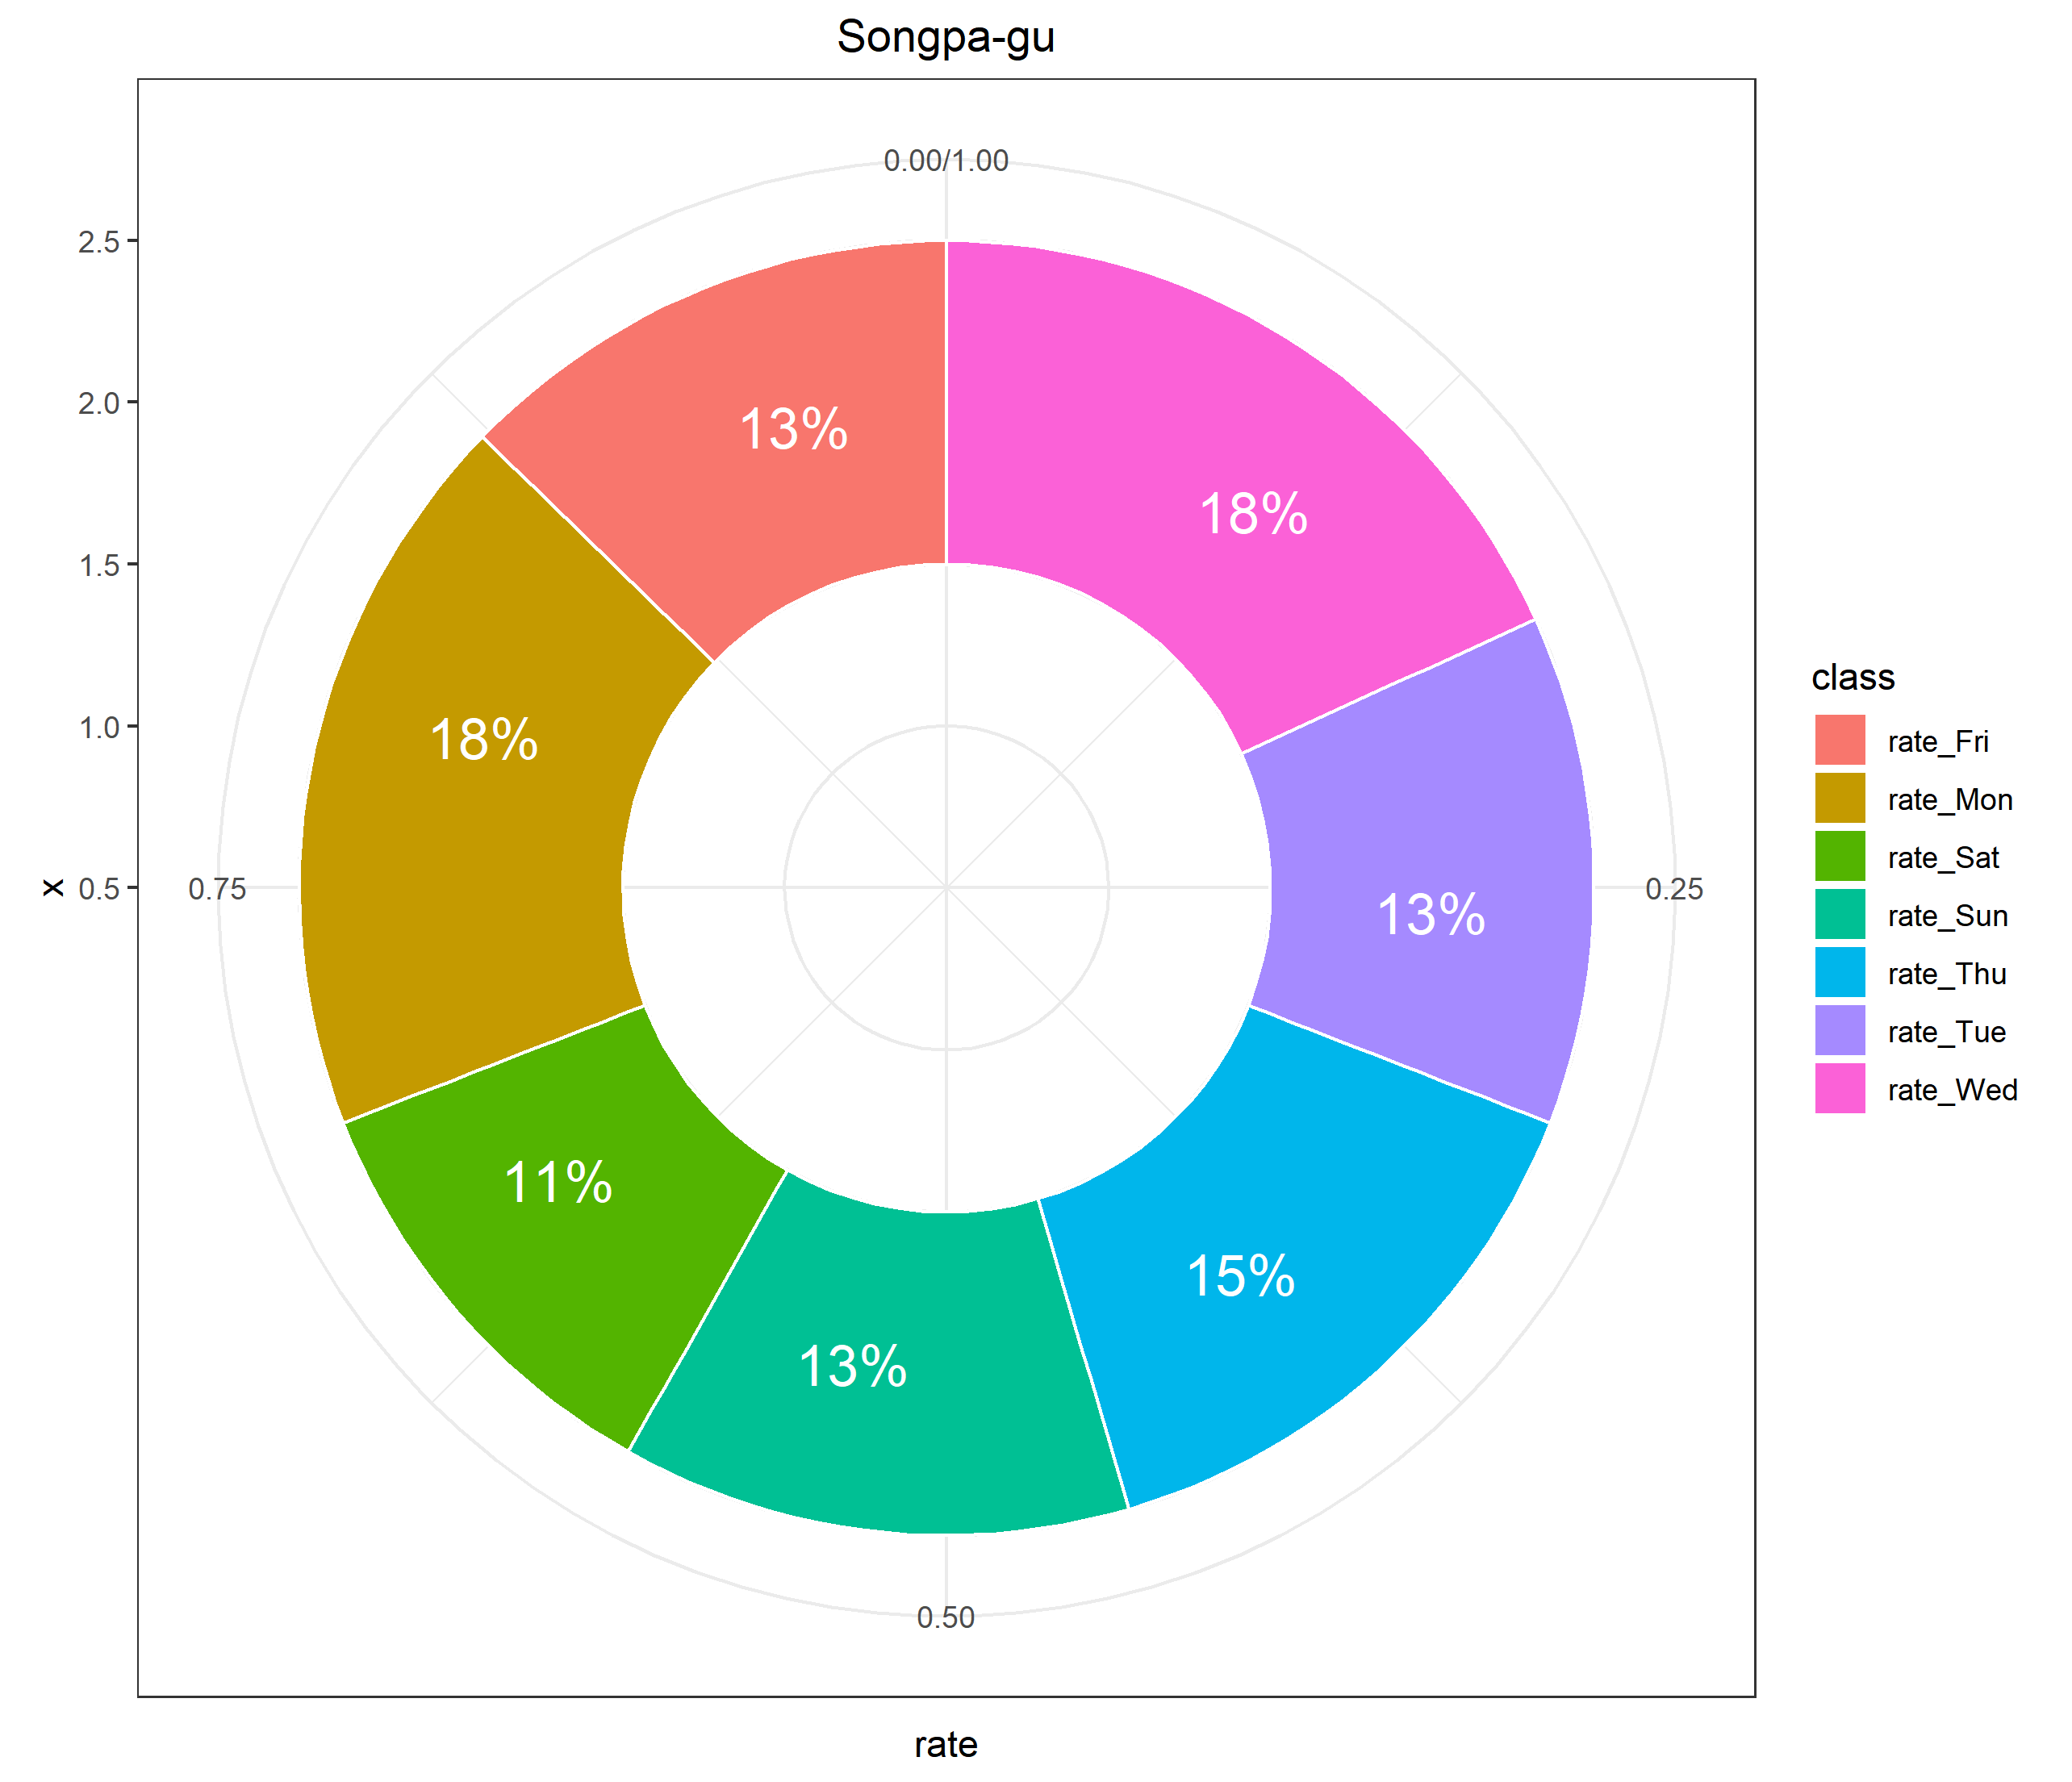 Songpa-gu
0.00/1.00
2.5
2.0
1.5
1.0
x 0.5
0.75
0.25
0.50
13%
18%
18%
13%
11%
15%
13%
rate
class
rate_Fri
rate_Mon
rate_Sat
rate_Sun
rate_Thu
rate_Tue
rate_Wed